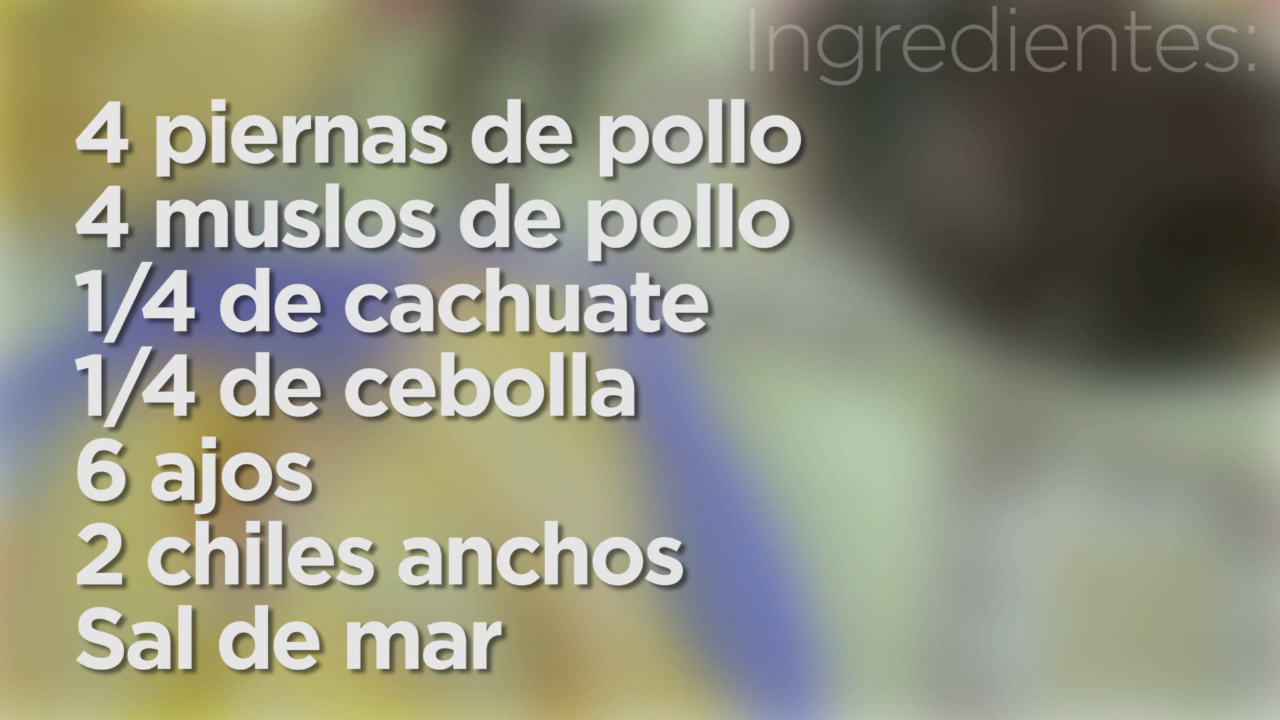 Ingredientes:
4 piernas de pollo
4 muslos de pollo
1/4 de cachuate
1/4 de cebolla
6 ajos
2 chiles anchos
Sal de mar